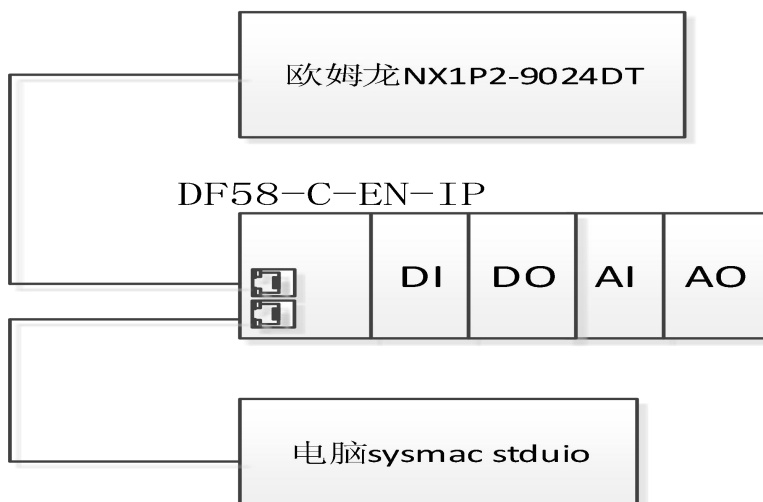 欧姆龙NX1P2-9024DT
DF58-C-EN-IP
DI DO AI AO
电脑sysmac stduio